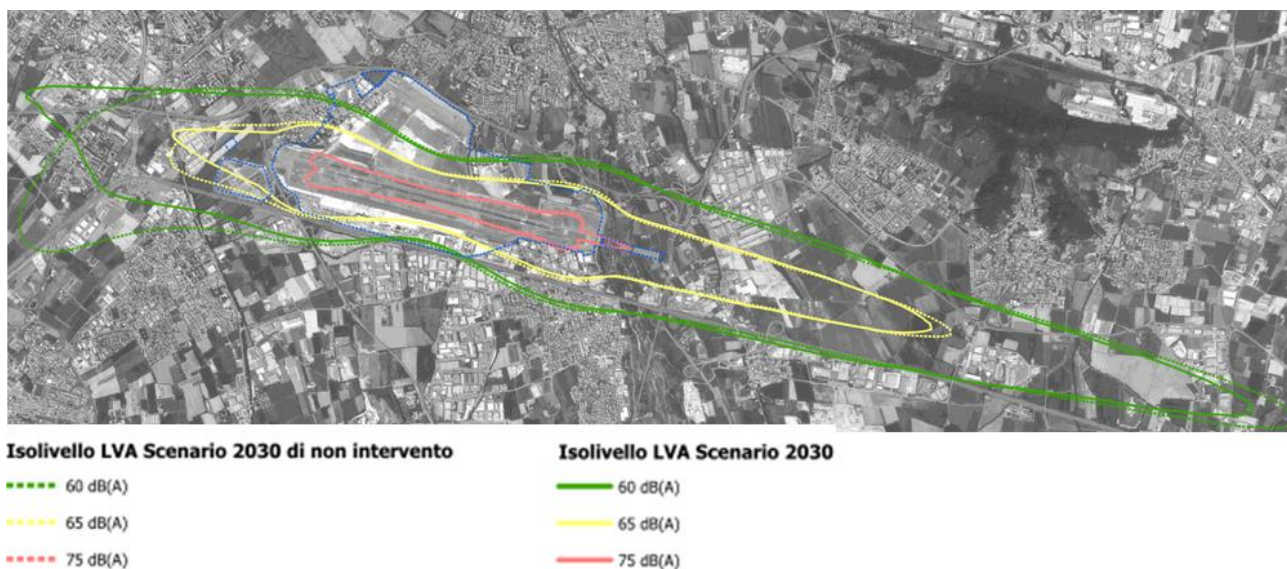 Isolivello LVA Scenario 2030 di non intervento
60 dB(A)
65 dB(A)
75 dB(A)
Isolivello LVA Scenario 2030
60 dB(A)
65 dB(A)
75 dB(A)